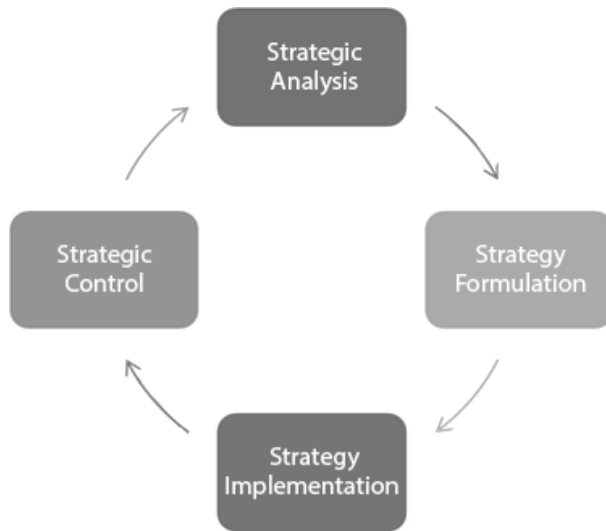 Strategic
Analysis
Strategy
Formulation
Strategy
Implementation
Strategic
Control